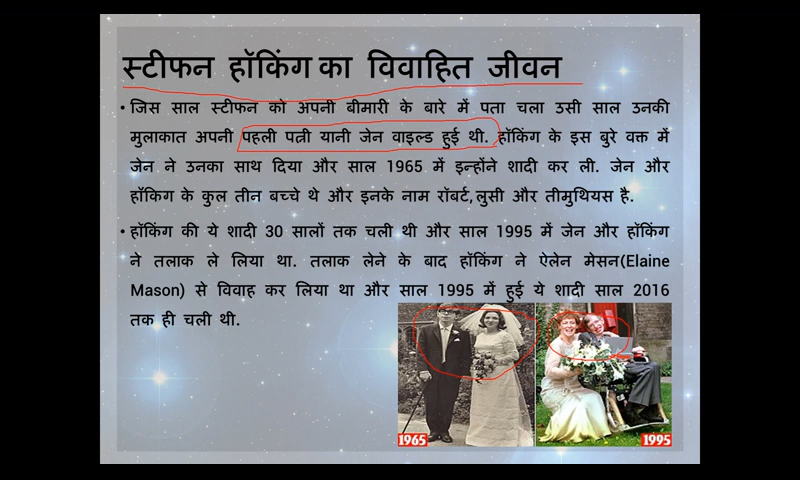 स्टीफन हॉकिंग का विवाहित जीवन
• जिस साल स्टीफन को अपनी बीमारी के बारे में पता चला उसी साल उनकी
मुलाकात अपनी पहली पत्नी यानी जेन वाइल्ड हुई थी. हॉकिंग के इस बुरे वक्त में
जेन ने उनका साथ दिया और साल 1965 में इन्होंने शादी कर ली. जेन और
हॉकिग के कुल तीन बच्चे थे और इनके नाम रॉबर्ट,लुसी और तीमुथियस है.
• हॉकिंग की ये शादी 30 सालों तक चली थी और साल 1995 में जेन और हॉकिंग
ने तलाक ले लिया था. तलाक लेने के बाद हॉकिंग ने ऐलेन मेसन(Elaine
Mason) से विवाह कर लिया था और साल 1995 में हुई ये शादी साल 2016
तक ही चली थी.
1965
1995